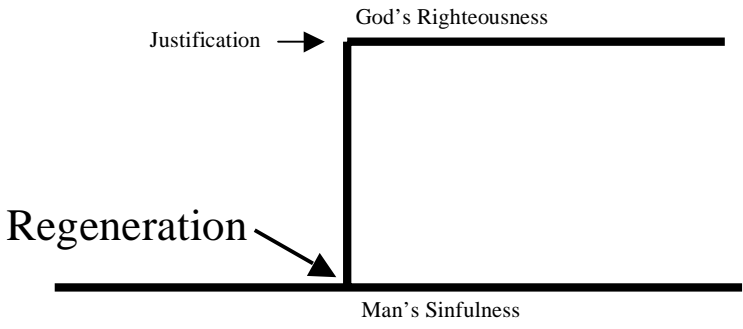 God’s Righteousness
Justification
Regeneration
Man’s Sinfulness